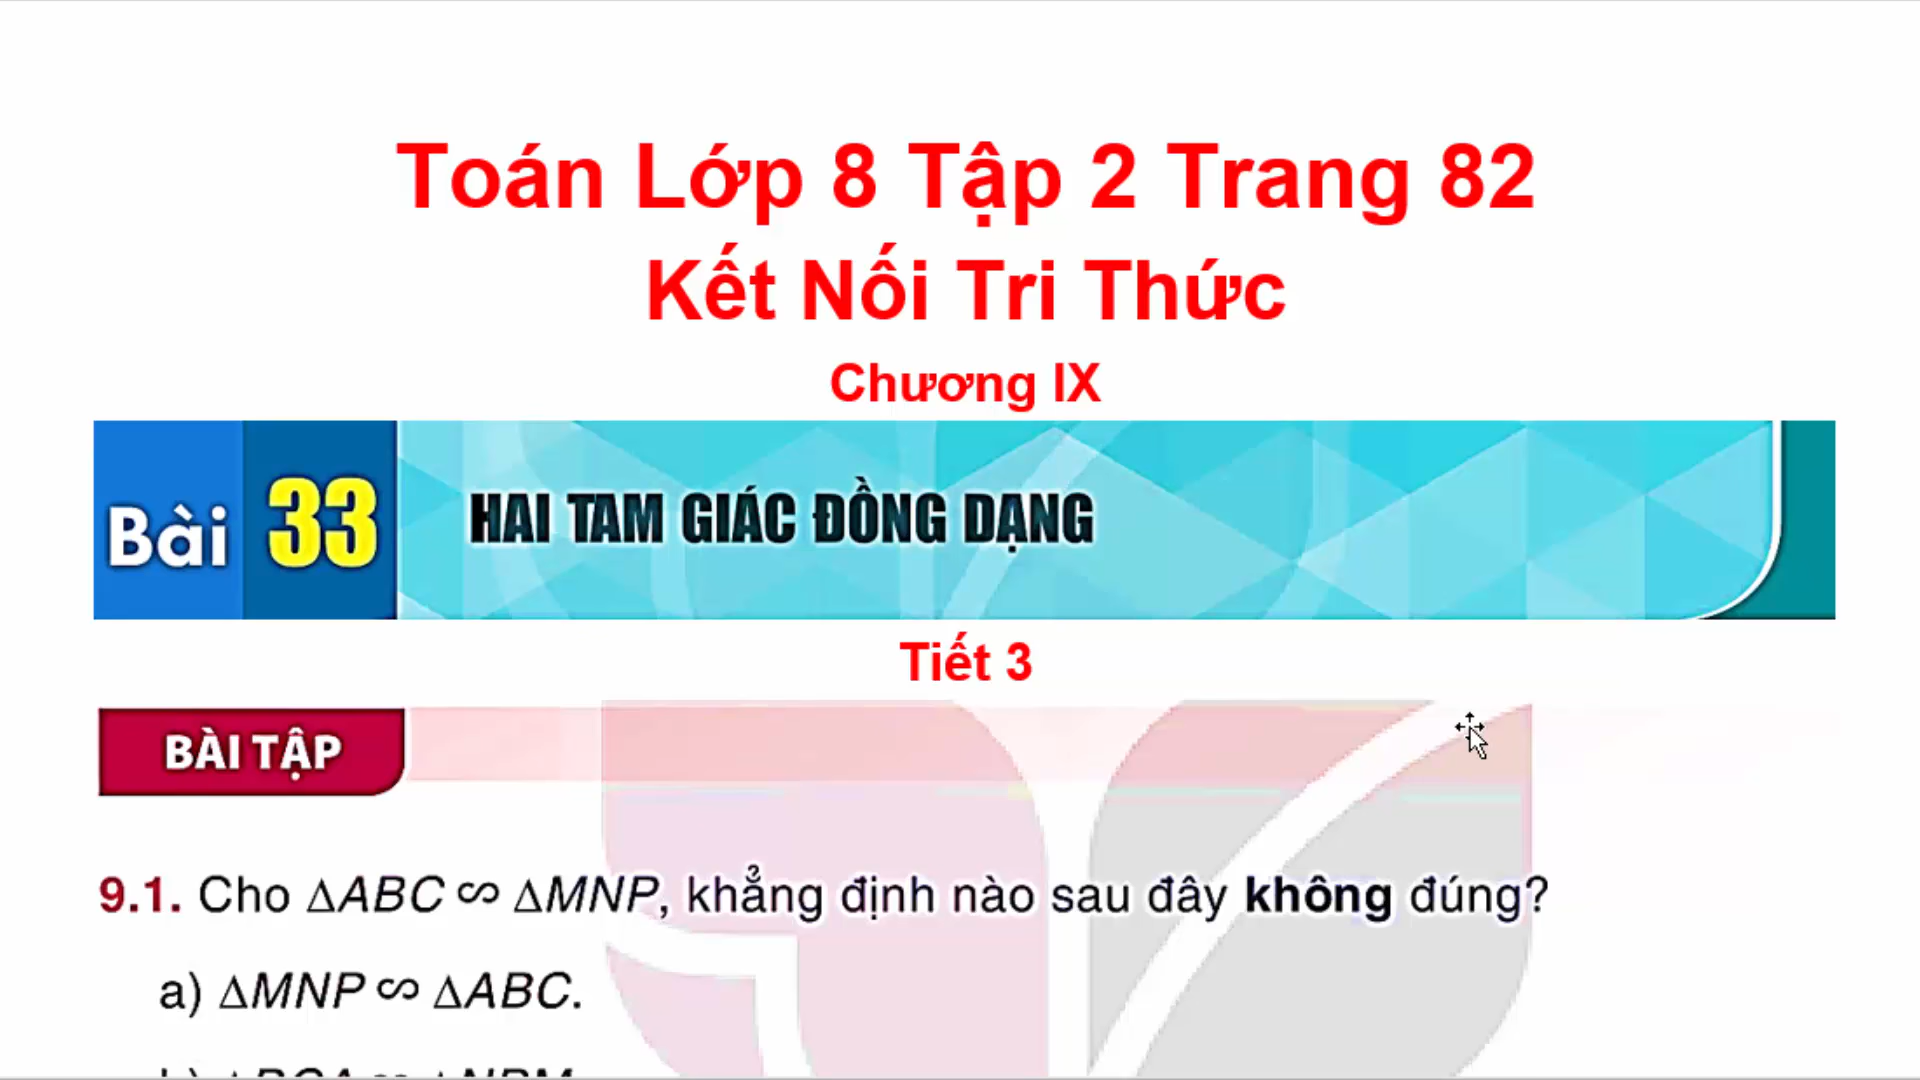 Toán Lớp 8 Tập 2 Trang 82
Kết Nối Tri Thức
Chương IX
Bài 33 HAI TAM GIÁC ĐỒNG DẠNG
Tiết 3
BÀI TẬP
9.1. Cho ΔABC ∽ ΔMNP, khẳng định nào sau đây không đúng?
a) ΔMNP ∽ ΔABC.